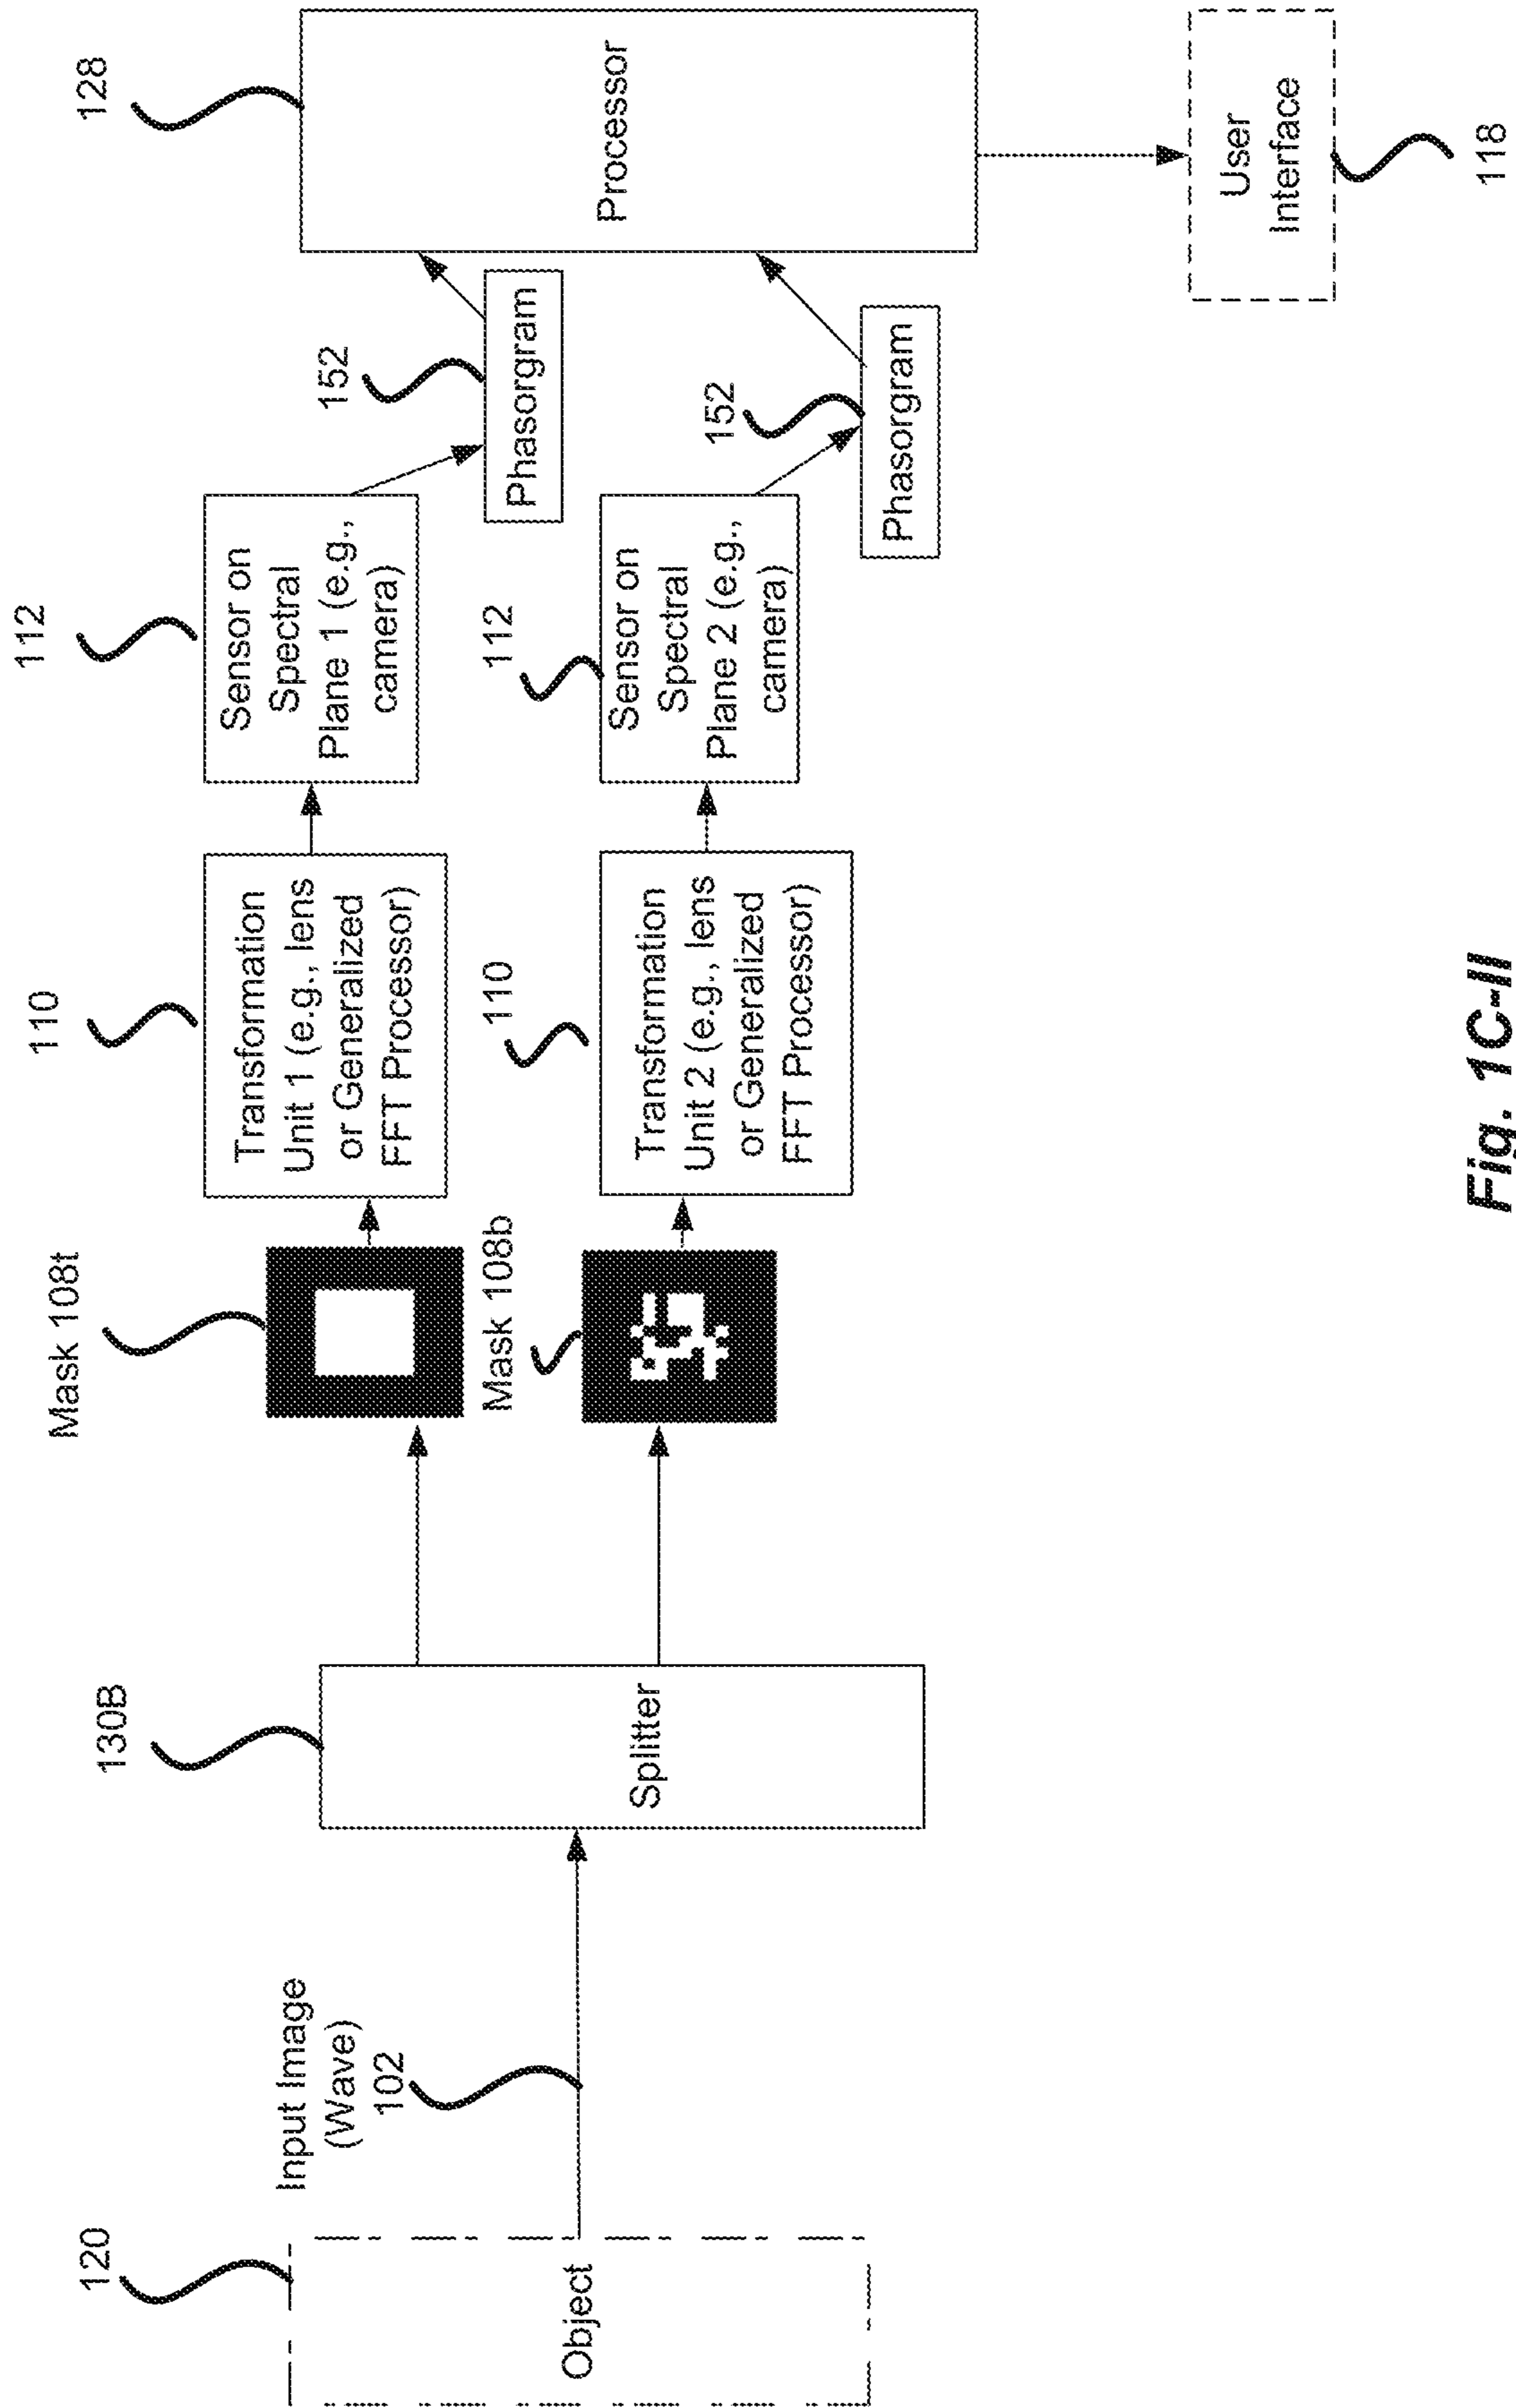 120
Object
Input Image
(Wave)
102
130B
Splitter
Mask 108t
Mask 108b
110
Transformation
Unit 1 (e.g., lens
or Generalized
FFT Processor)
110
Transformation
Unit 2 (e.g., lens
or Generalized
FFT Processor)
112
Sensor on
Spectral
Plane 1 (e.g.,
camera)
112
Sensor on
Spectral
Plane 2 (e.g.,
camera)
152
Phasorgram
152
Phasorgram
128
Processor
User
Interface
118
Fig. 1C-II